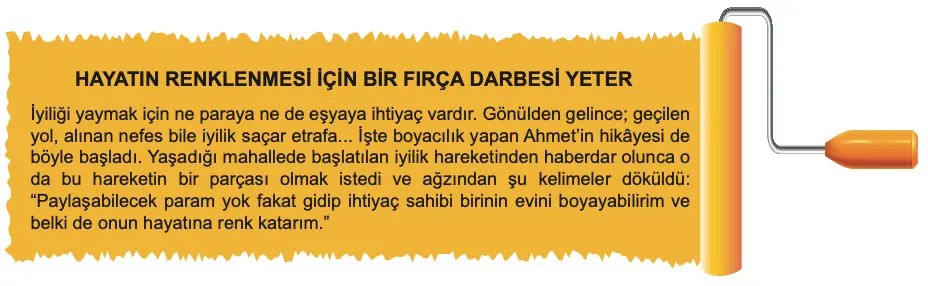 HAYATIN RENKLENMESİ İÇİN BİR FIRÇA DARBESİ YETER
İyiliği yaymak için ne paraya ne de eşyaya ihtiyaç vardır. Gönülden gelince; geçilen
yol, alınan nefes bile iyilik saçar etrafa... İşte boyacılık yapan Ahmet’in hikâyesi de
böyle başladı. Yaşadığı mahallede başlatılan iyilik hareketinden haberdar olunca o
da bu hareketin bir parçası olmak istedi ve ağzından şu kelimeler döküldü:
“Paylaşabilecek param yok fakat gidip ihtiyaç sahibi birinin evini boyayabilirim ve
belki de onun hayatına renk katarım.”